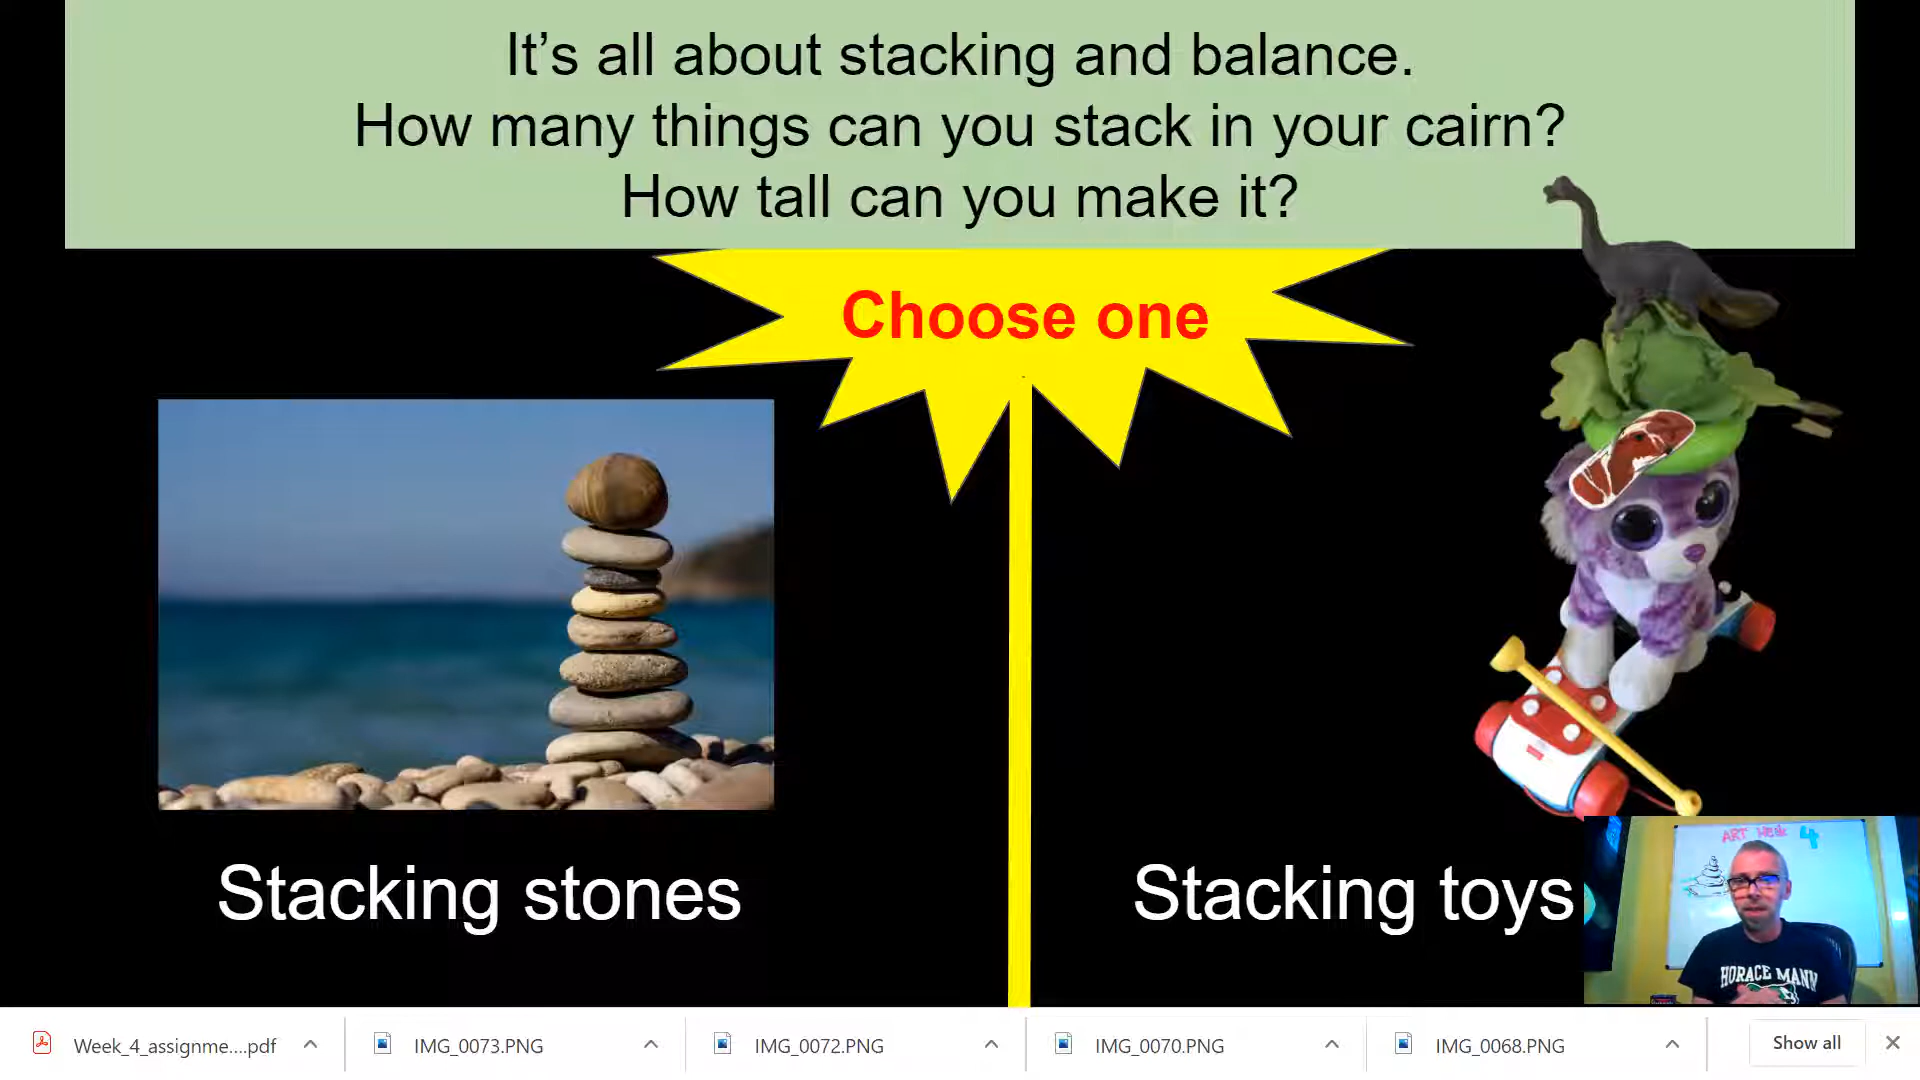 It’s all about stacking and balance.
How many things can you stack in your cairn?
How tall can you make it?
Choose one
Stacking stones
Stacking toys
ART Week 4
HORACE MANN
Week_4_assignme....pdf
IMG_0073.PNG
IMG_0072.PNG
IMG_0070.PNG
IMG_0068.PNG
Show all